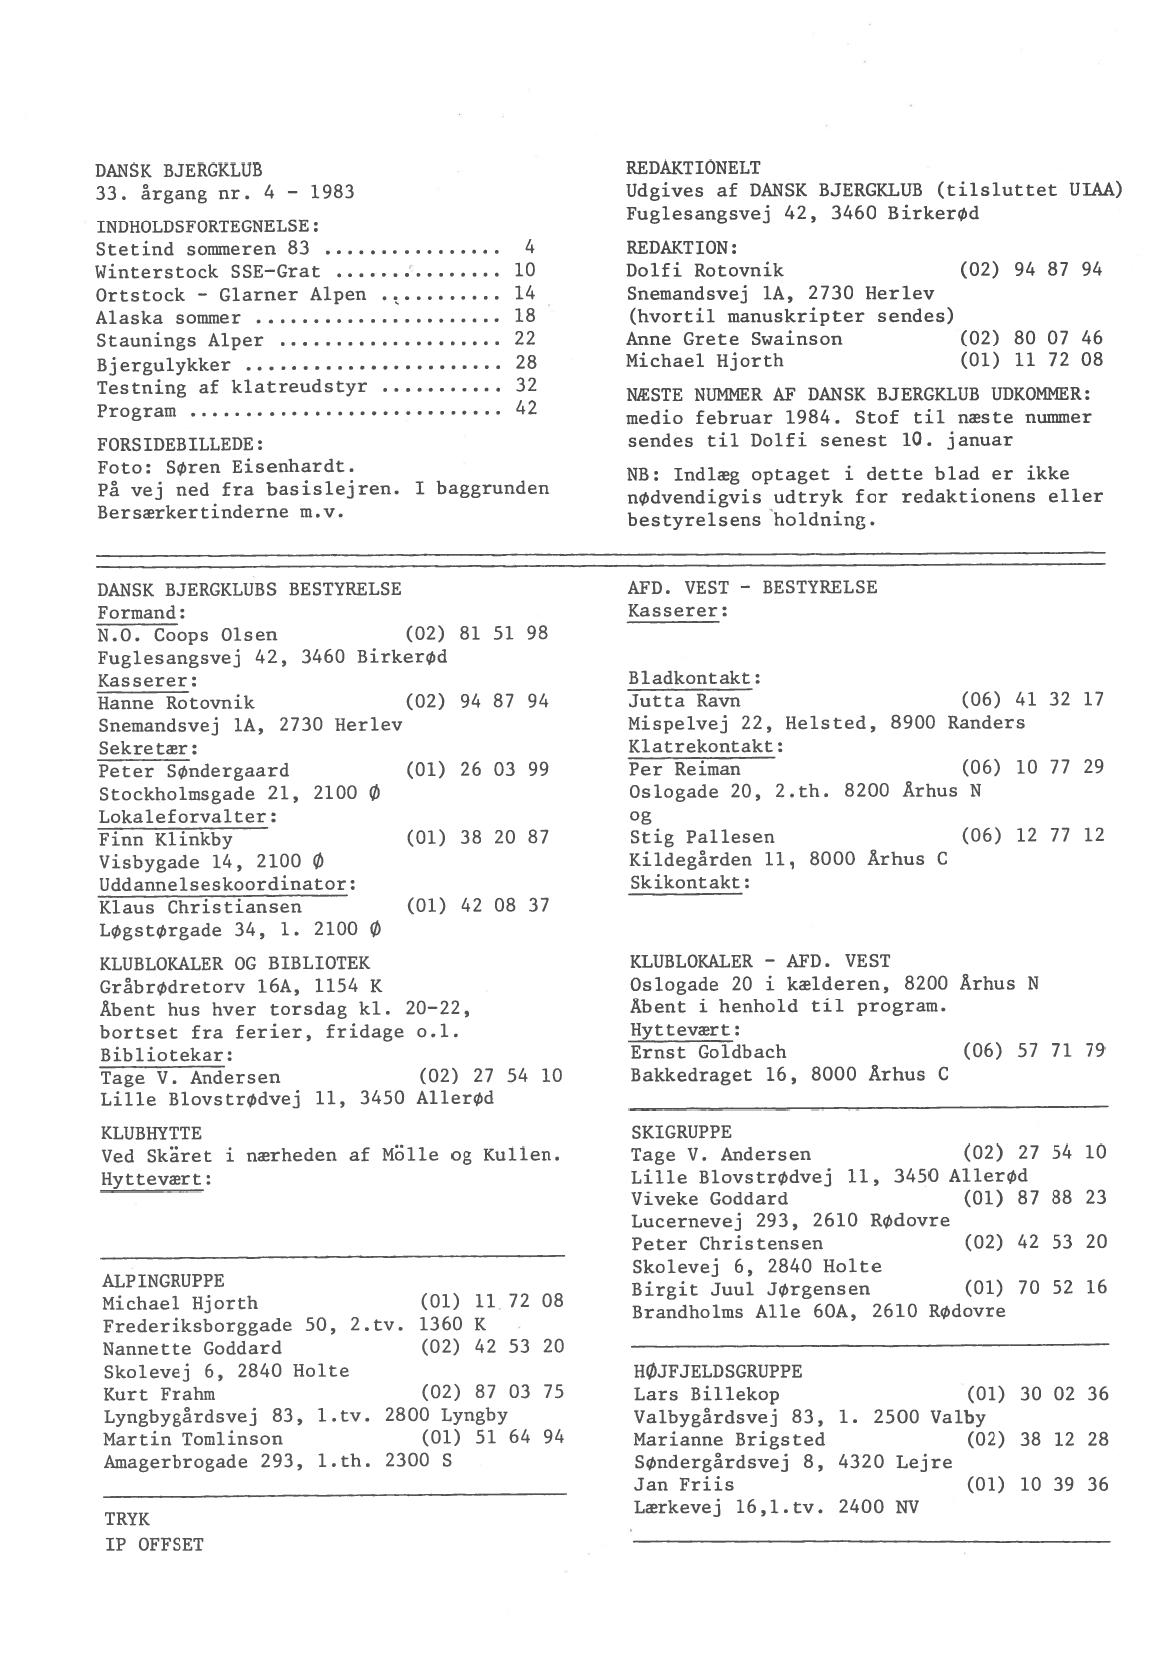 DANSK BJERGKLUB
33. årgang nr. 4 - 1983
INDHOLDSFORTEGNELSE:
Stetind sommeren 83 ................ 4
Winterstock SSE-Grat ............... 10
Ortstock - Glarner Alpen ........... 14
Alaska sommer ...................... 18
Staunings Alper .................... 22
Bjergulykker ....................... 28
Testning af klatreudstyr ........... 32
Program ............................ 42
FORSIDEBILLEDE:
Foto: Søren Eisenhardt.
På vej ned fra basislejren. I baggrunden
Bersærkertinderne m.v.
REDAKTIONELT
Udgives af DANSK BJERGKLUB (tilsluttet UIAA)
Fuglesangsvej 42, 3460 Birkerød
REDAKTION:
Dolfi Rotovnik (02) 94 87 94
Snemandsvej 1A, 2730 Herlev
(hvortil manuskripter sendes)
Anne Grete Swainson (02) 80 07 46
Michael Hjorth (01) 11 72 08
NÆSTE NUMMER AF DANSK BJERGKLUB UDKOMMER:
medio februar 1984. Stof til næste nummer
sendes til Dolfi senest 10. januar
NB: Indlæg optaget i dette blad er ikke
nødvendigvis udtryk for redaktionens eller
bestyrelsens holdning.
DANSK BJERGKLUBS BESTYRELSE
Formand:
N.O. Coops Olsen (02) 81 51 98
Fuglesangsvej 42, 3460 Birkerød
Kasserer:
Hanne Rotovnik (02) 94 87 94
Snemandsvej 1A, 2730 Herlev
Sekretær:
Peter Søndergaard (01) 26 03 99
Stockholmsgade 21, 2100 Ø
Lokaleforvalter:
Finn Klinkby (01) 38 20 87
Visbygade 14, 2100 Ø
Uddannelseskoordinator:
Klaus Christiansen (01) 42 08 37
Løgstørgade 34, 1. 2100 Ø
KLUBLOKALER OG BIBLIOTEK
Gråbrødretorv 16A, 1154 K
Åbent hus hver torsdag kl. 20-22,
bortset fra ferier, fridage o.l.
Bibliotekar:
Tage V. Andersen (02) 27 54 10
Lille Blovstrødvej 11, 3450 Allerød
KLUBHYTTE
Ved Skäret i nærheden af Mölle og Kullen.
Hyttevært:
ALPINGRUPPE
Michael Hjorth (01) 11 72 08
Frederiksborggade 50, 2.tv. 1360 K
Nannette Goddard (02) 42 53 20
Skolevej 6, 2840 Holte
Kurt Frahm (02) 87 03 75
Lyngbygårdsvej 83, 1.tv. 2800 Lyngby
Martin Tomlinson (01) 51 64 94
Amagerbrogade 293, 1.th. 2300 S
TRYK
IP OFFSET
AFD. VEST - BESTYRELSE
Kasserer:
Bladkontakt:
Jutta Ravn (06) 41 32 17
Mispelvej 22, Helsted, 8900 Randers
Klatrekontakt:
Per Reiman (06) 10 77 29
Oslogade 20, 2.th. 8200 Århus N
og
Stig Pallesen (06) 12 77 12
Kildegården 11, 8000 Århus C
Skikontakt:
KLUBLOKALER - AFD. VEST
Oslogade 20 i kælderen, 8200 Århus N
Åbent i henhold til program.
Hyttevært:
Ernst Goldbach (06) 57 71 79
Bakkedraget 16, 8000 Århus C
SKIGRUPPE
Tage V. Andersen (02) 27 54 10
Lille Blovstrødvej 11, 3450 Allerød
Viveke Goddard (01) 87 88 23
Lucernevej 293, 2610 Rødovre
Peter Christensen (02) 42 53 20
Skolevej 6, 2840 Holte
Birgit Juul Jørgensen (01) 70 52 16
Brandholms Alle 60A, 2610 Rødovre
HØJFJELDSGRUPPE
Lars Billekop (01) 30 02 36
Valbygårdsvej 83, 1. 2500 Valby
Marianne Brigsted (02) 38 12 28
Søndergårdsvej 8, 4320 Lejre
Jan Friis (01) 10 39 36
Lærkevej 16,1.tv. 2400 NV